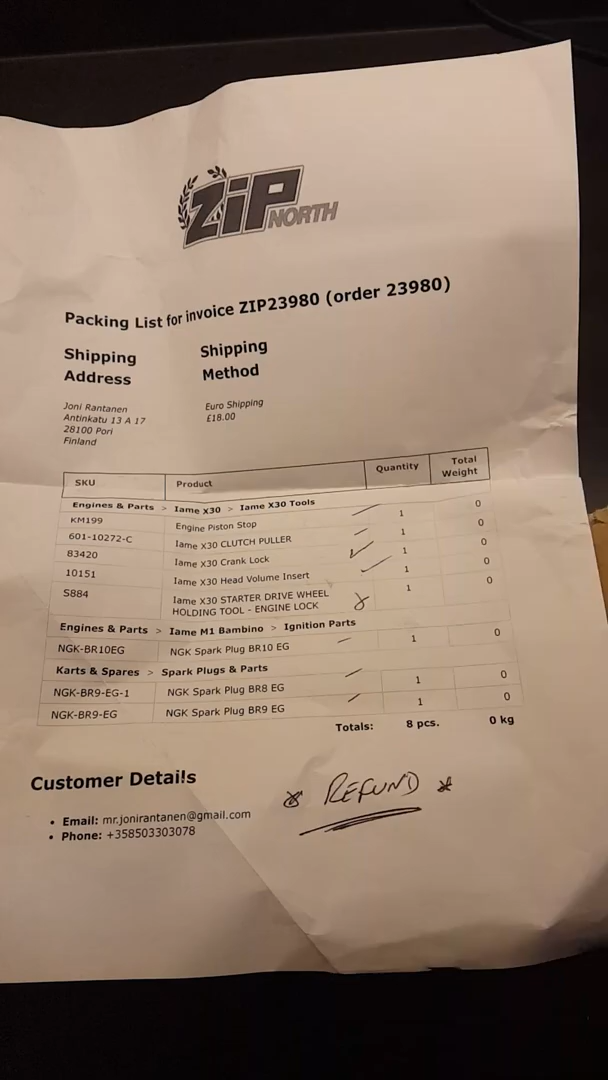 ZIP NORTH
Packing List for invoice ZIP23980 (order 23980)
Shipping Address
Shipping Method
Joni Rantanen
Antinkatu 13 A 17
28100 Pori
Finland
Euro Shipping
£18.00
SKU Product Quantity Total Weight
Engines & Parts > Iame X30 > Iame X30 Tools
KM199 Engine Piston Stop 1 0
601-10272-C Iame X30 CLUTCH PULLER 1 0
83420 Iame X30 Crank Lock 1 0
10151 Iame X30 Head Volume Insert 1 0
S884 Iame X30 STARTER DRIVE WHEEL 1 0
HOLDING TOOL - ENGINE LOCK
Engines & Parts > Iame M1 Bambino > Ignition Parts
NGK-BR10EG NGK Spark Plug BR10 EG 1 0
Karts & Spares > Spark Plugs & Parts
NGK-BR9-EG-1 NGK Spark Plug BR8 EG 1 0
NGK-BR9-EG NGK Spark Plug BR9 EG 1 0
Totals: 8 pcs. 0 kg
Customer Details
REFUND
• Email: mr.jonirantanen@gmail.com
• Phone: +358503303078